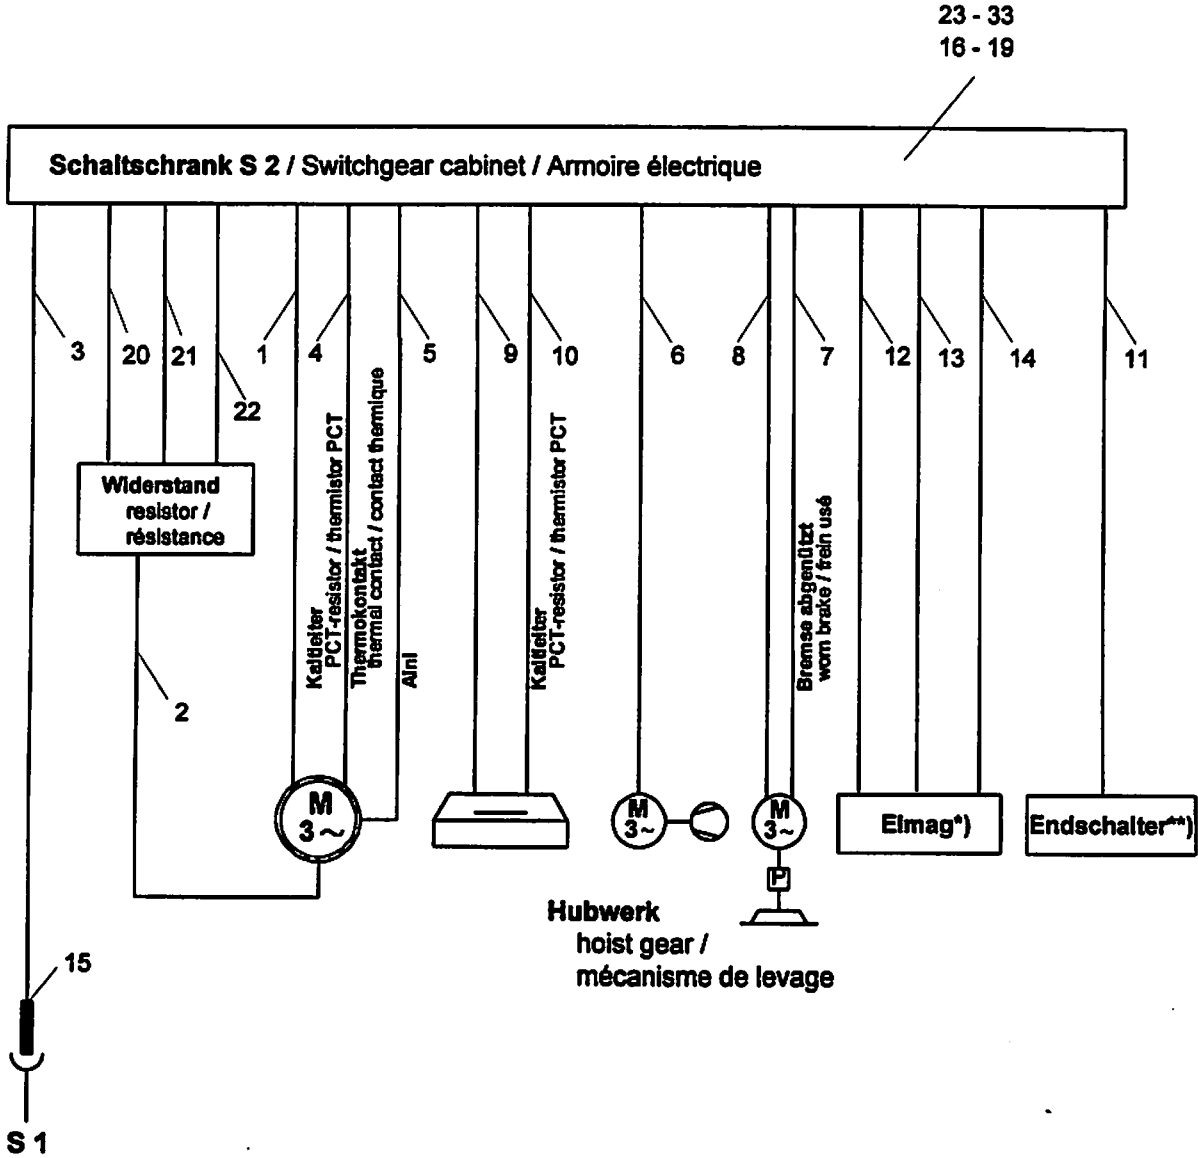 23 - 33
16 - 19
Schaltschrank S 2 / Switchgear cabinet / Armoire électrique
3
20
21
1
4
5
9
10
6
8
7
12
13
14
11
22
Kaltleiter
PCT-resistor / thermistor PCT
Thermokontakt
thermal contact / contact thermique
AInI
Kaltleiter
PCT-resistor / thermistor PCT
Bremse abgenützt
worn brake / frein usé
Widerstand
resistor /
résistance
2
M
3 ~
M
3~
M
3~
P
Elmag*)
Endschalter**)
Hubwerk
hoist gear /
mécanisme de levage
15
S 1